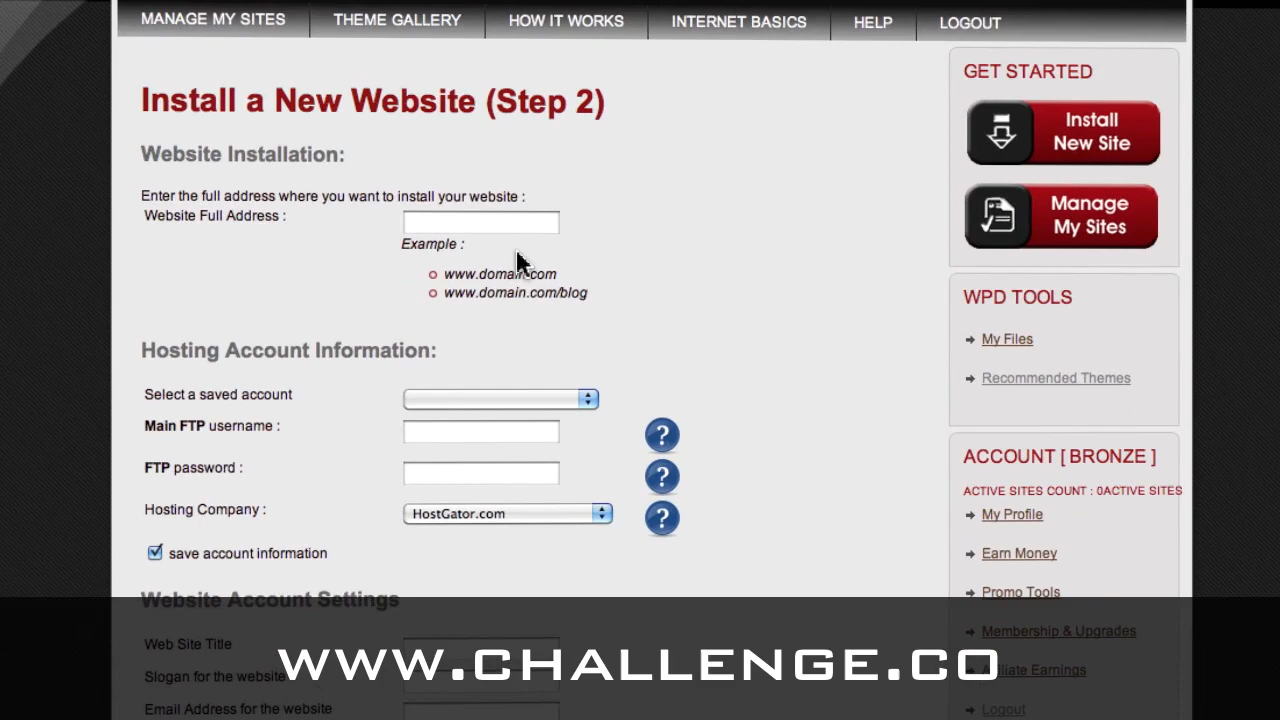 MANAGE MY SITES THEME GALLERY HOW IT WORKS INTERNET BASICS HELP LOGOUT
Install a New Website (Step 2)
Website Installation:
Enter the full address where you want to install your website :
Website Full Address :
Example :
www.domain.com
www.domain.com/blog
Hosting Account Information:
Select a saved account
Main FTP username :
?
FTP password :
?
Hosting Company :
HostGator.com
?
save account information
Website Account Settings
Web Site Title
Slogan for the website
Email Address for the website
GET STARTED
Install
New Site
Manage
My Sites
WPD TOOLS
My Files
Recommended Themes
ACCOUNT [ BRONZE ]
ACTIVE SITES COUNT : 0ACTIVE SITES
My Profile
Earn Money
Promo Tools
Membership & Upgrades
Affiliate Earnings
Logout
WWW.CHALLENGE.CO